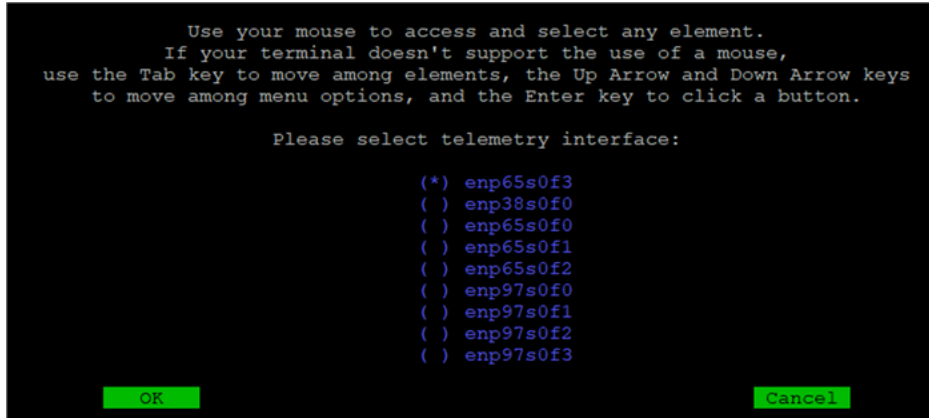 Use your mouse to access and select any element.
If your terminal doesn't support the use of a mouse,
use the Tab key to move among elements, the Up Arrow and Down Arrow keys
to move among menu options, and the Enter key to click a button.
Please select telemetry interface:
(*) enp65s0f3
( ) enp38s0f0
( ) enp65s0f0
( ) enp65s0f1
( ) enp65s0f2
( ) enp97s0f0
( ) enp97s0f1
( ) enp97s0f2
( ) enp97s0f3
OK Cancel